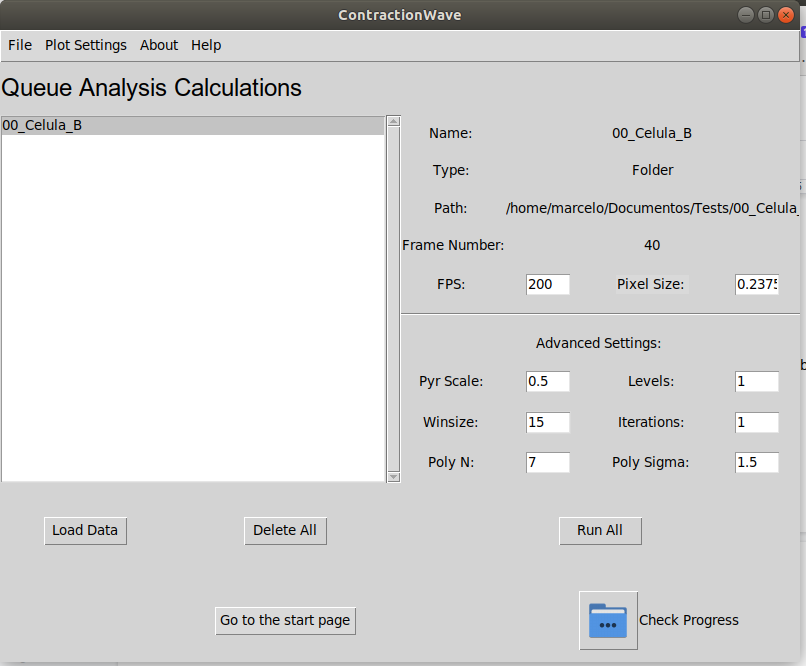 ContractionWave
File Plot Settings About Help
Queue Analysis Calculations
00_Celula_B
Name: 00_Celula_B
Type: Folder
Path: /home/marcelo/Documentos/Tests/00_Celula_
Frame Number: 40
FPS: 200 Pixel Size: 0.2375
Advanced Settings:
Pyr Scale: 0.5 Levels: 1
Winsize: 15 Iterations: 1
Poly N: 7 Poly Sigma: 1.5
Load Data Delete All Run All
Go to the start page Check Progress